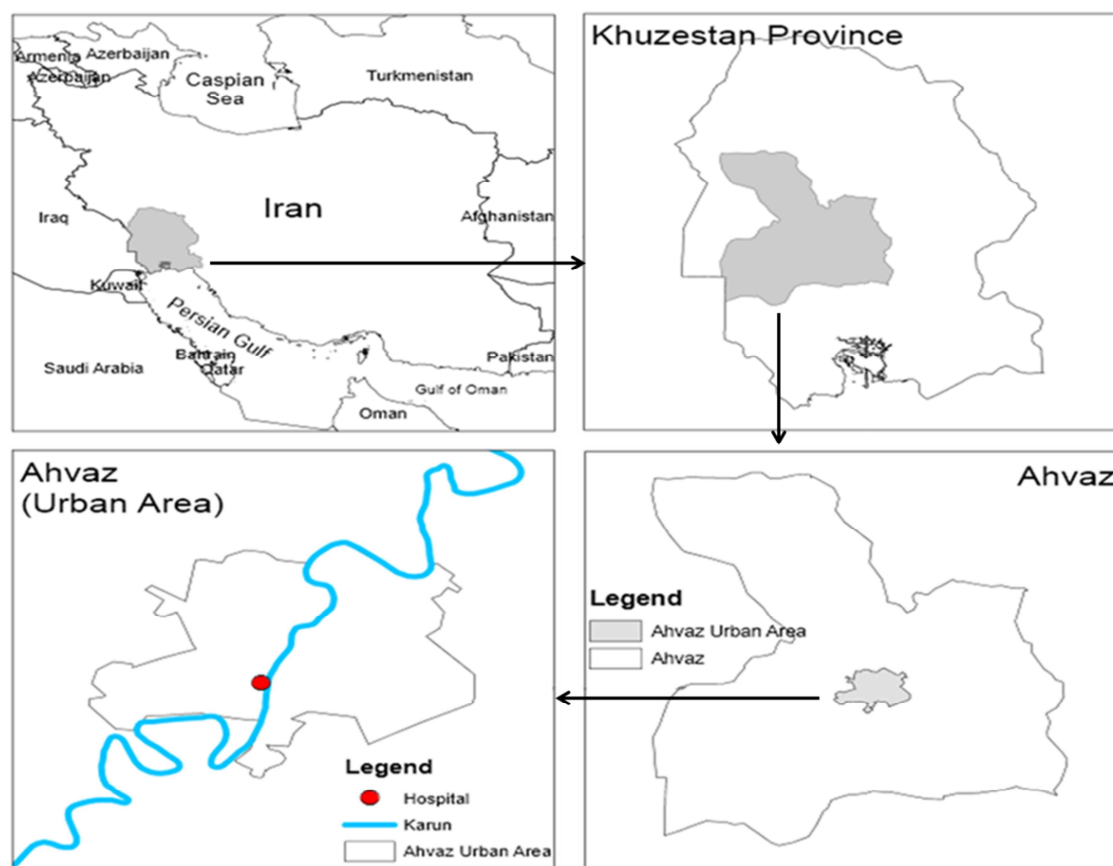 Armenia
Azerbaijan
Azerbaijan
Caspian
Sea
Turkmenistan
Iran
Iraq
Afghanistan
Kuwait
Persian Gulf
Saudi Arabia
Bahrain
Qatar
Pakistan
Gulf of Oman
Oman
Khuzestan Province
Ahvaz
(Urban Area)
Legend
Hospital
Karun
Ahvaz Urban Area
Ahvaz
Legend
Ahvaz Urban Area
Ahvaz